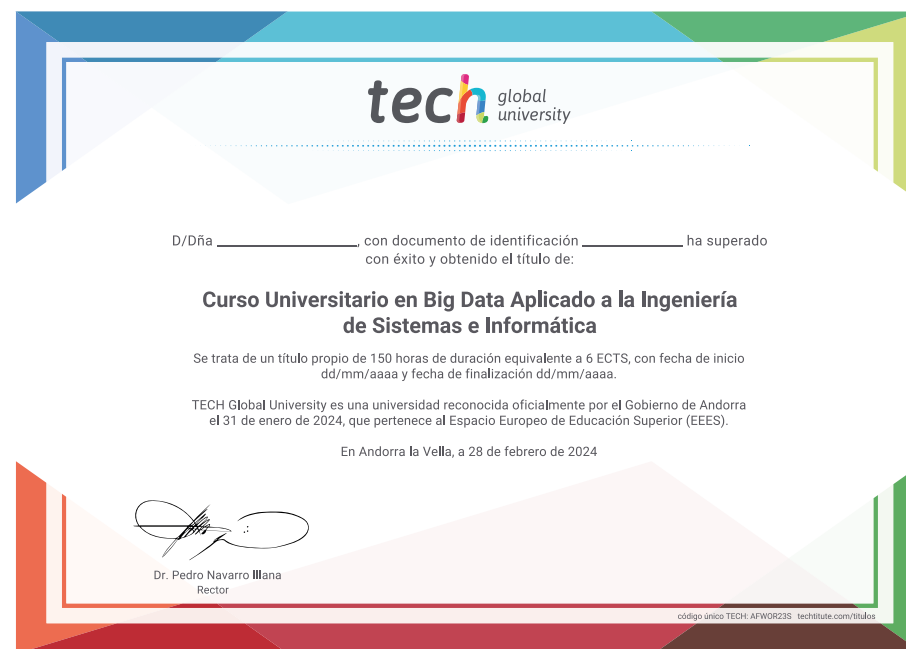 tech global
university
D/Dña ____________________, con documento de identificación ______________ ha superado
con éxito y obtenido el título de:
Curso Universitario en Big Data Aplicado a la Ingeniería
de Sistemas e Informática
Se trata de un título propio de 150 horas de duración equivalente a 6 ECTS, con fecha de inicio
dd/mm/aaaa y fecha de finalización dd/mm/aaaa.
TECH Global University es una universidad reconocida oficialmente por el Gobierno de Andorra
el 31 de enero de 2024, que pertenece al Espacio Europeo de Educación Superior (EEES).
En Andorra la Vella, a 28 de febrero de 2024
Dr. Pedro Navarro Illana
Rector
código único TECH: AFWOR23S techtitute.com/titulos